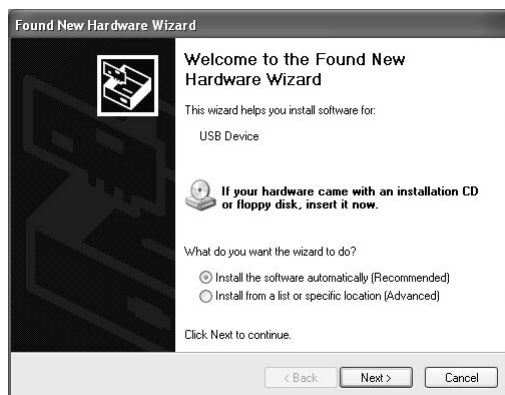 Found New Hardware Wizard
Welcome to the Found New
Hardware Wizard
This wizard helps you install software for:
USB Device
If your hardware came with an installation CD
or floppy disk, insert it now.
What do you want the wizard to do?
Install the software automatically (Recommended)
Install from a list or specific location (Advanced)
Click Next to continue.
< Back Next > Cancel